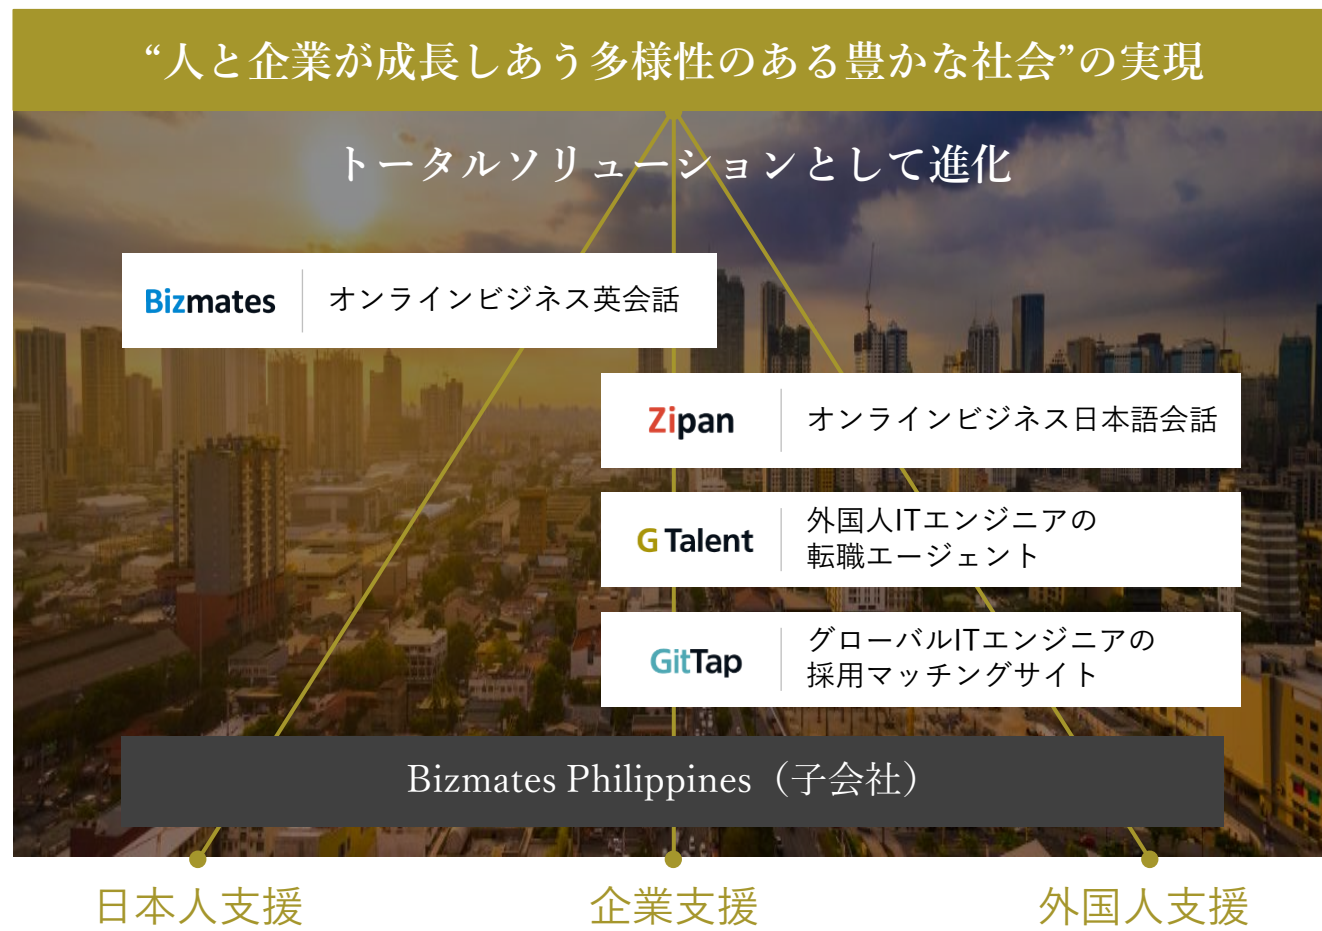 “人と企業が成長しあう多様性のある豊かな社会”の実現
トータルソリューションとして進化
Bizmates
オンラインビジネス英会話
Zipan
オンラインビジネス日本語会話
G Talent
外国人ITエンジニアの
転職エージェント
GitTap
グローバルITエンジニアの
採用マッチングサイト
Bizmates Philippines（子会社）
日本人支援
企業支援
外国人支援